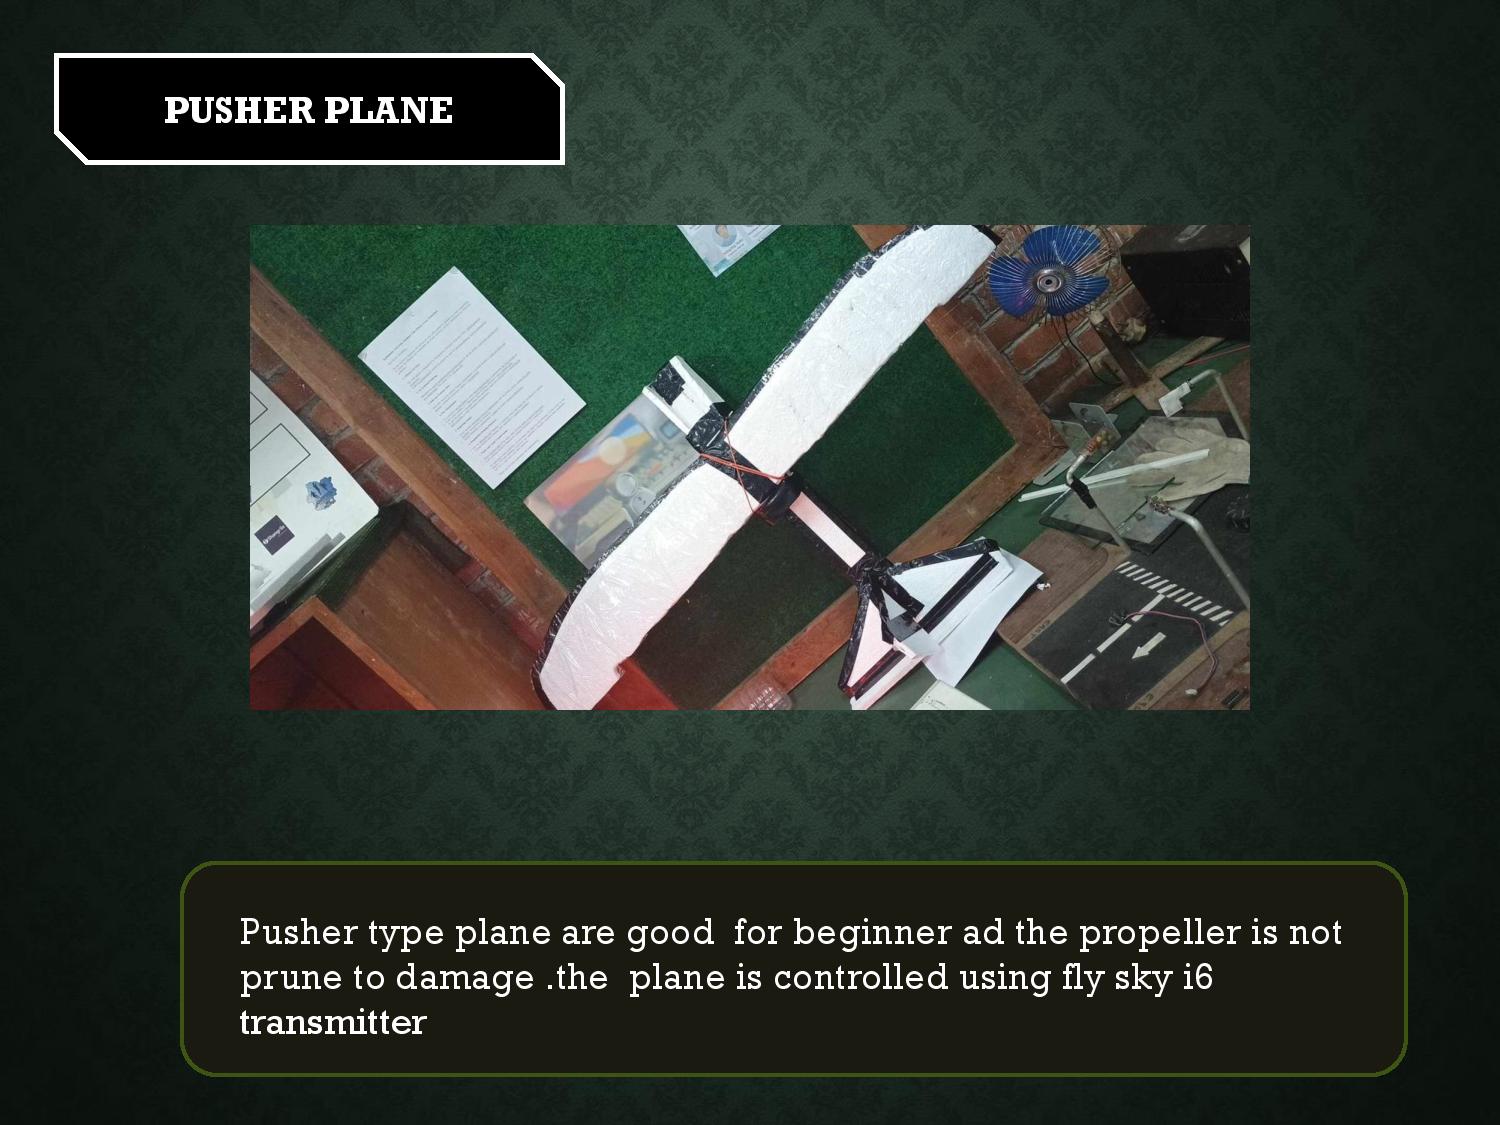 PUSHER PLANE
Pusher type plane are good  for beginner ad the propeller is not
prune to damage .the  plane is controlled using fly sky i6
transmitter